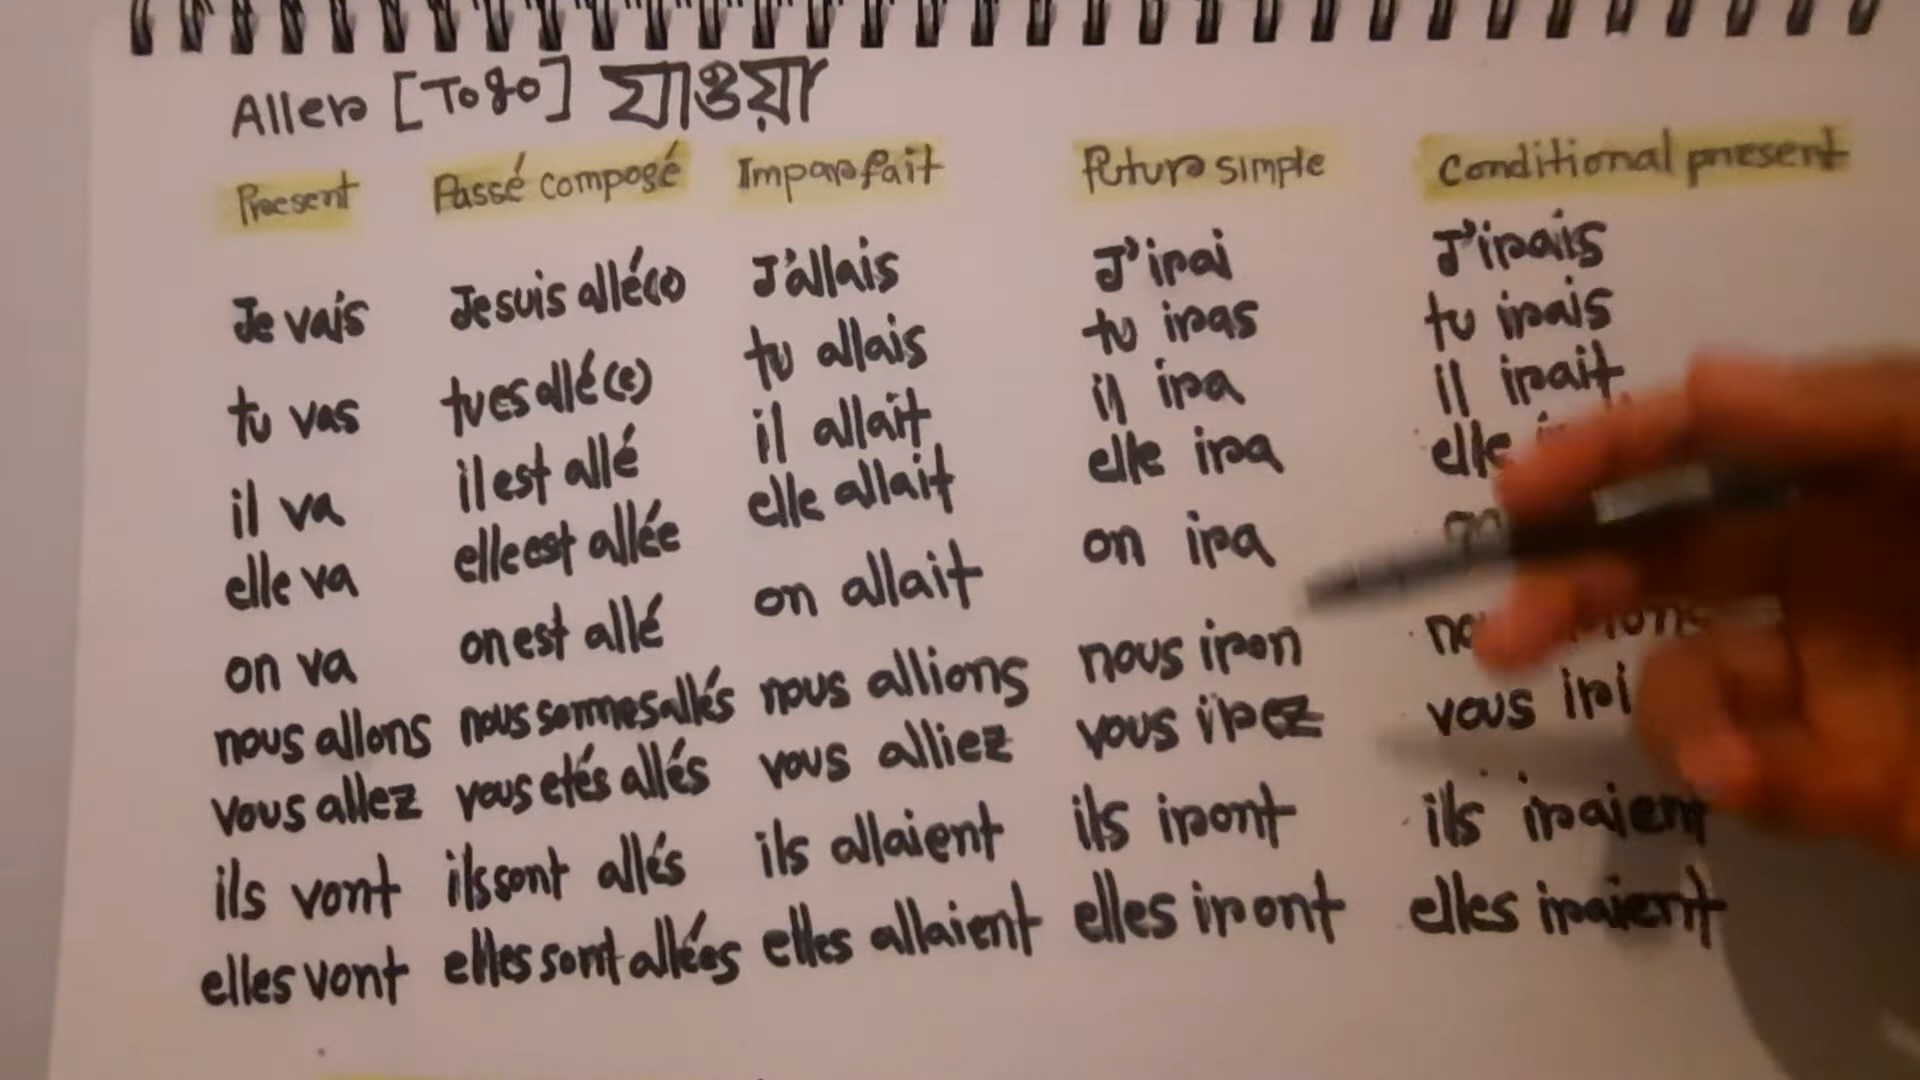 Aller [To go] যাওয়া
Present Passé composé Imparfait futur simple Conditional present
Je vais Je suis allé(e) J'allais J'irai J'irais
tu vas tu es allé(e) tu allais tu iras tu irais
il va il est allé il allait il ira il irait
elle va elle est allée elle allait elle ira elle
on va on est allé on allait on ira
nous allons nous sommes allés nous allions nous iron
vous allez vous etés allés vous alliez vous irez vous
ils vont ils sont allés ils allaient ils iront ils iraient
elles vont elles sont allées elles allaient elles iront elles iraient